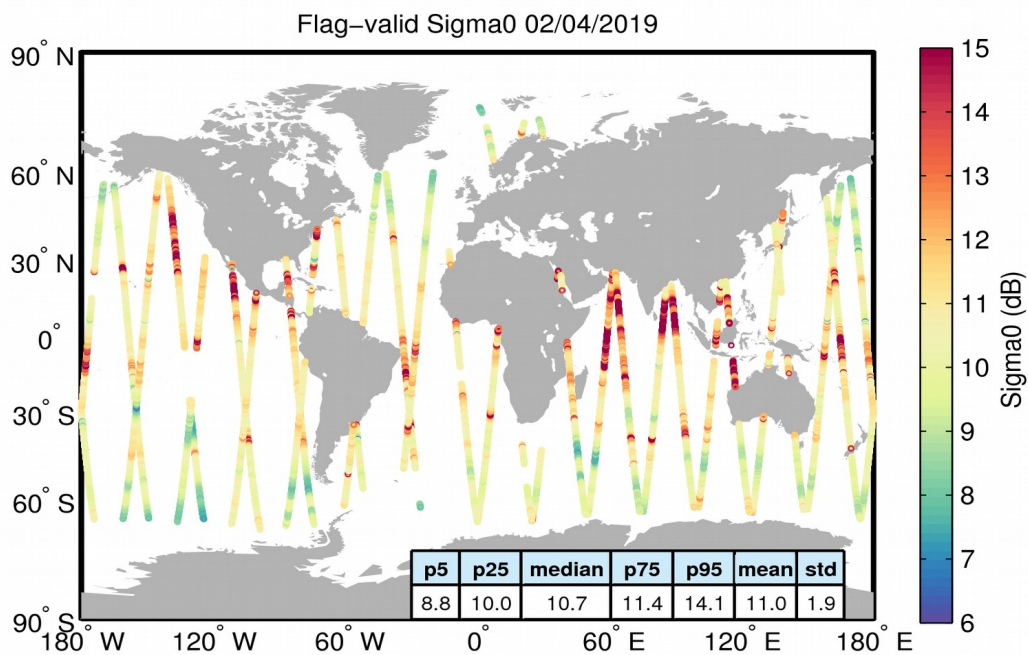 Flag−valid Sigma0 02/04/2019
90° N
60° N
30° N
0°
30° S
60° S
90° S
180° W
120° W
60° W
0°
60° E
120° E
180° E
15
14
13
12
11
10
9
8
7
6
Sigma0 (dB)
p5 p25 median p75 p95 mean std
8.8 10.0 10.7 11.4 14.1 11.0 1.9